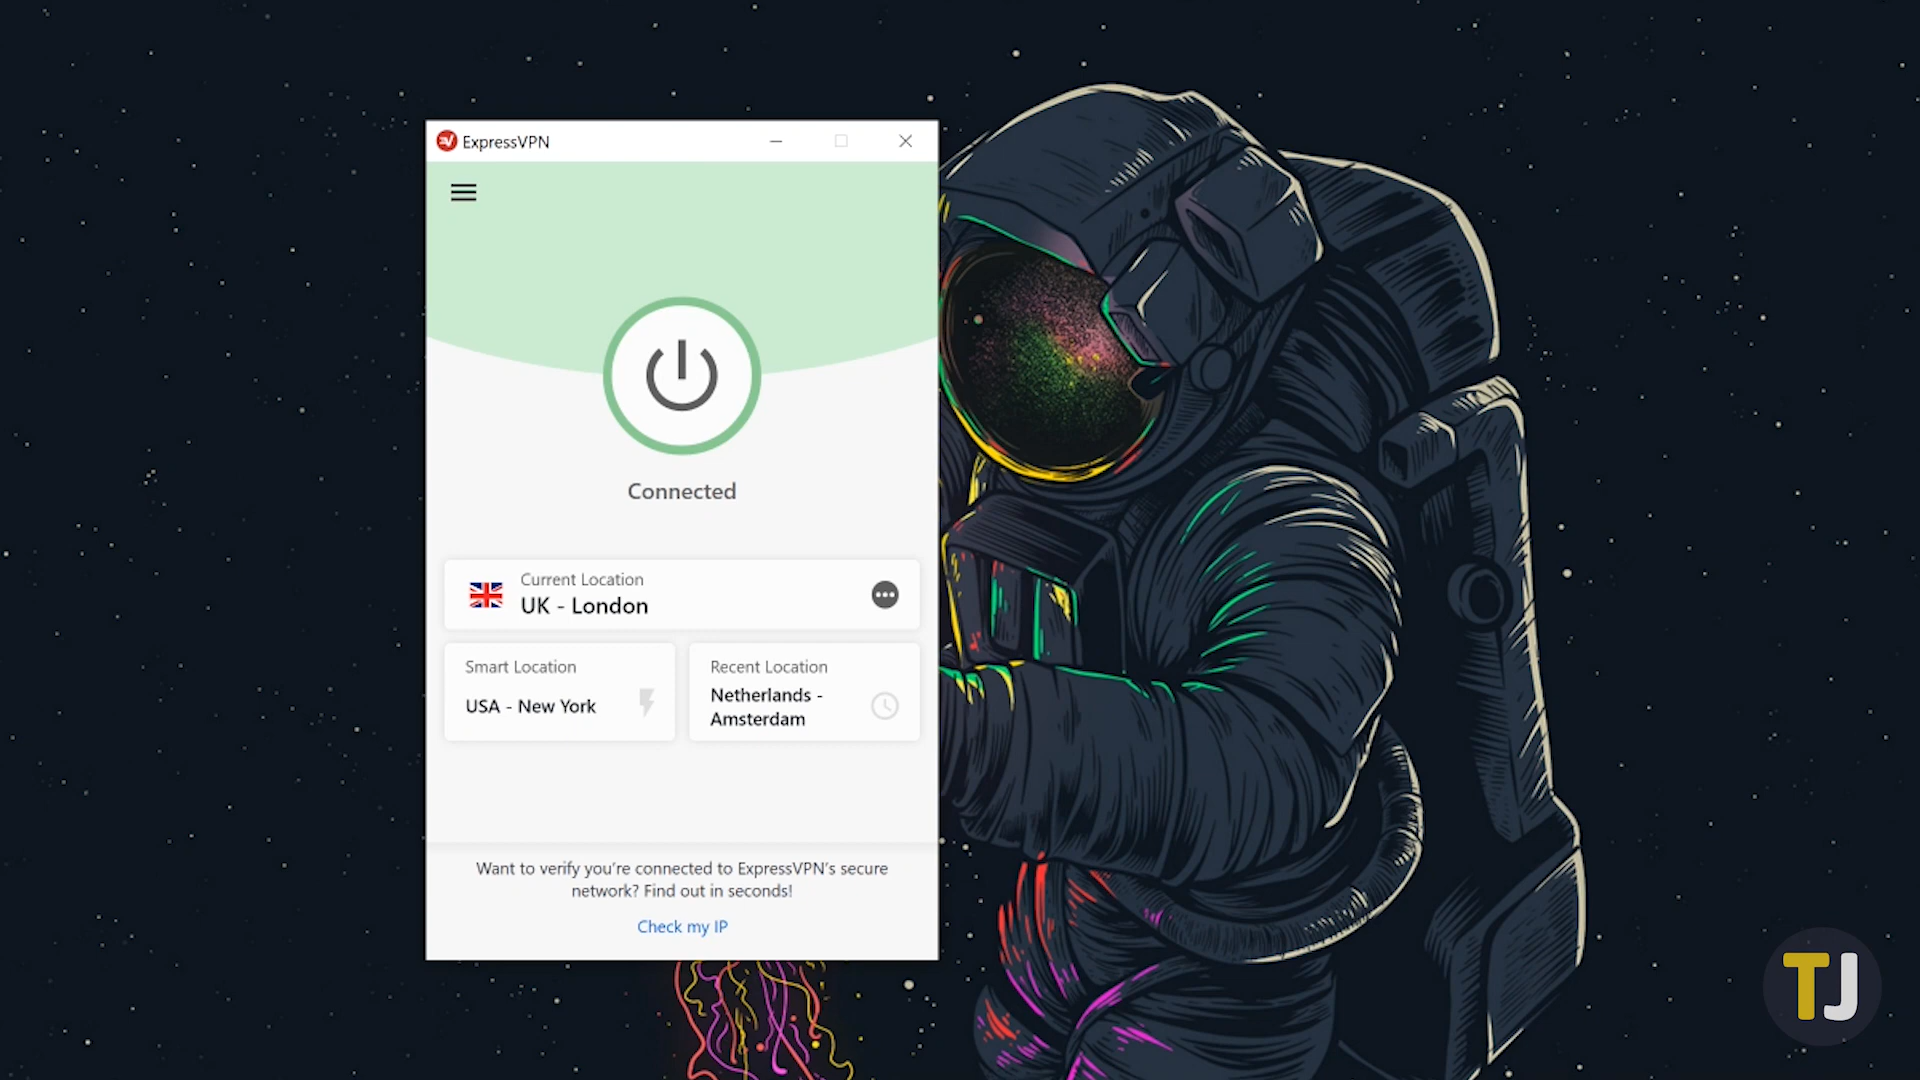 ExpressVPN
Connected
Current Location
UK - London
Smart Location
USA - New York
Recent Location
Netherlands -
Amsterdam
Want to verify you're connected to ExpressVPN's secure
network? Find out in seconds!
Check my IP
TJ